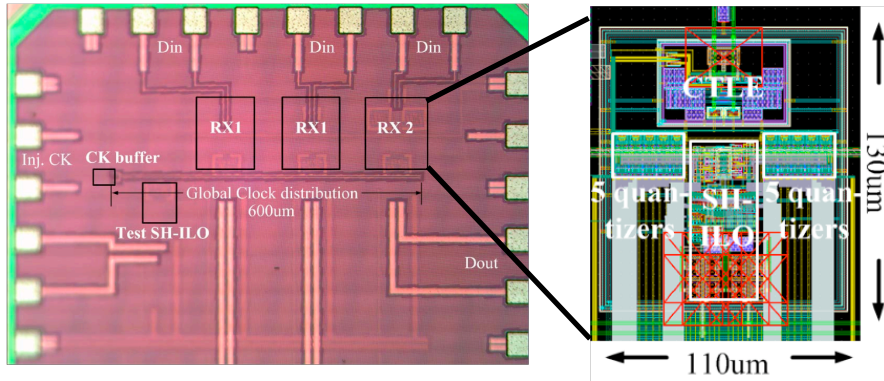 Din
Din
Din
RX1
RX1
RX 2
Inj. CK
CK buffer
Global Clock distribution
600um
Test SH-ILO
Dout
CTLE
5 quan-
tizers
SH-
ILO
5 quan-
tizers
130um
110um